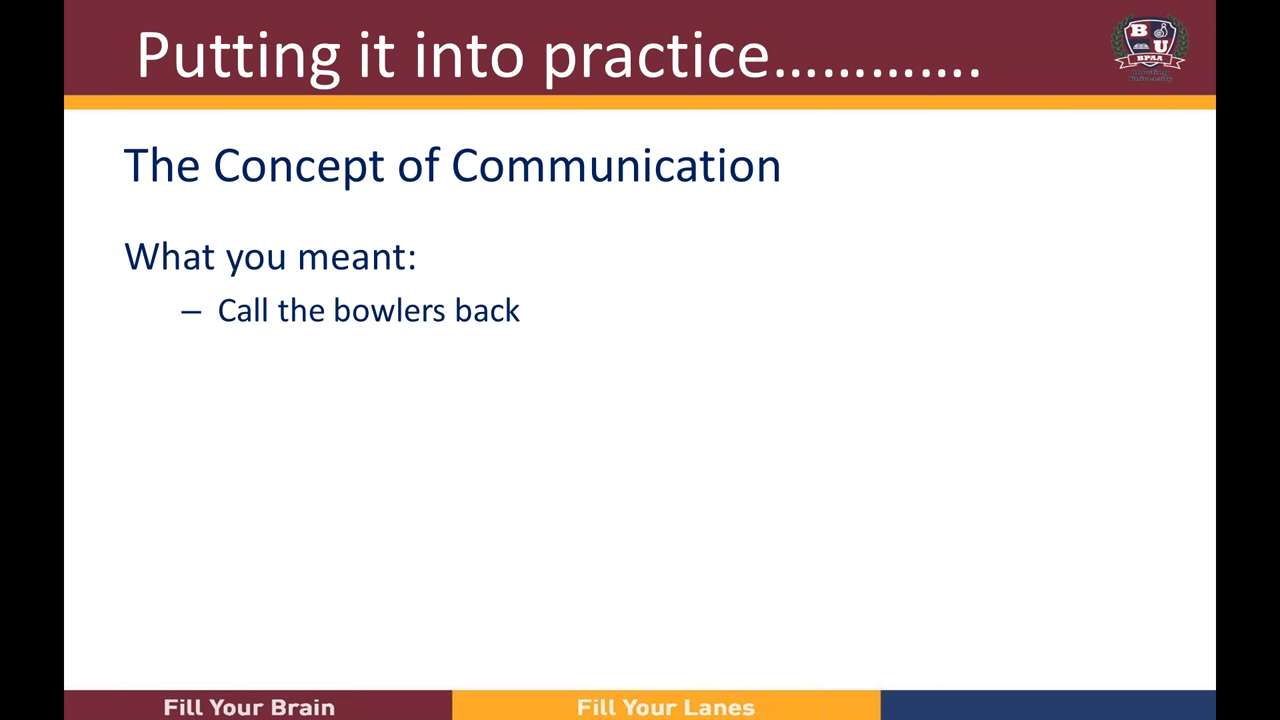 Putting it into practice………….
B U
BPAA
The Concept of Communication
What you meant:
– Call the bowlers back
Fill Your Brain
Fill Your Lanes